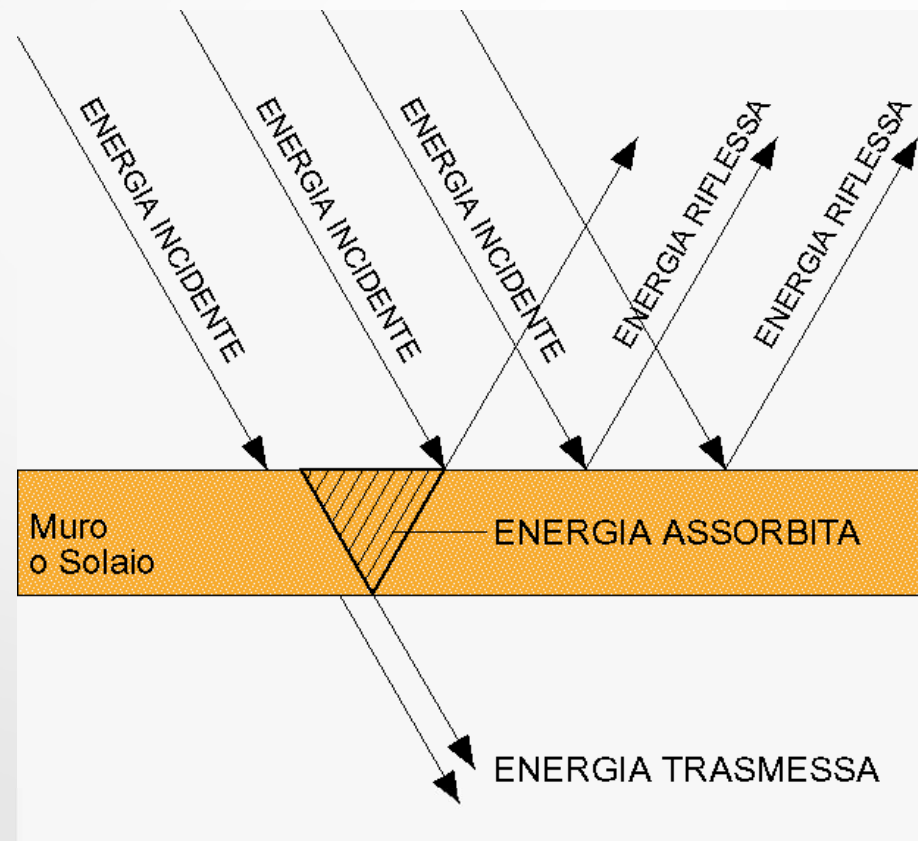 ENERGIA INCIDENTE
ENERGIA INCIDENTE
ENERGIA INCIDENTE
ENERGIA RIFLESSA
ENERGIA RIFLESSA
Muro
o Solaio
ENERGIA ASSORBITA
ENERGIA TRASMESSA